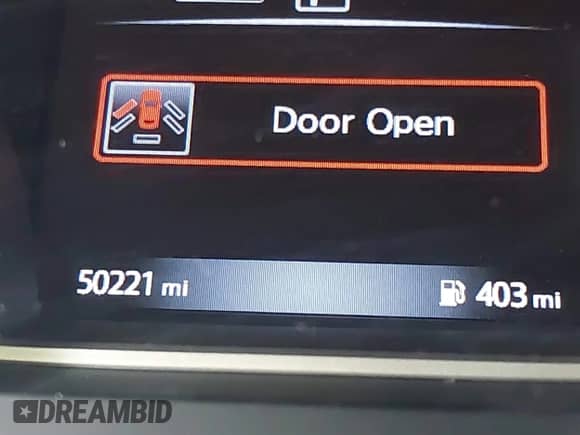 Door Open
50221 mi
403 mi
DREAMBID